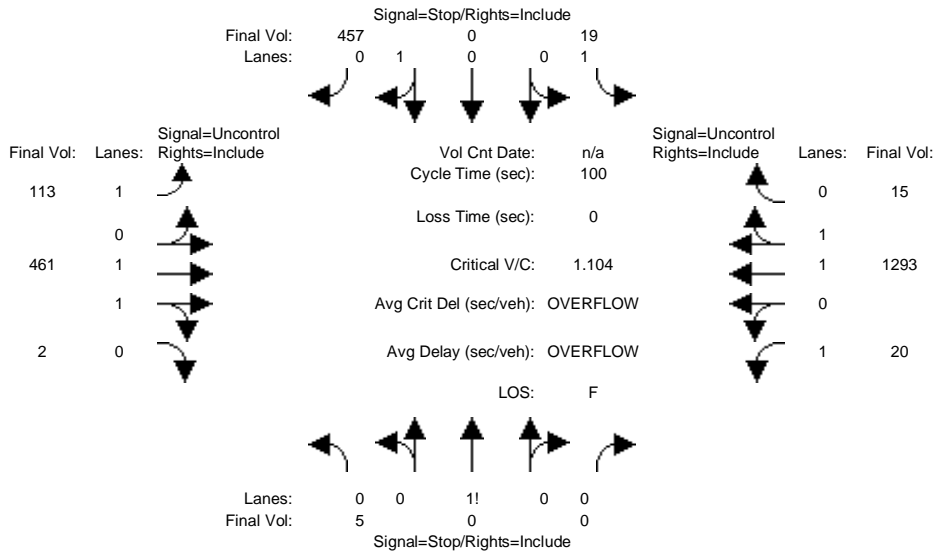 Signal=Stop/Rights=Include
Final Vol: 457 0 19
Lanes: 0 1 0 0 1
Signal=Uncontrol Signal=Uncontrol
Final Vol: Lanes: Rights=Include Vol Cnt Date: n/a Rights=Include Lanes: Final Vol:
Cycle Time (sec): 100
113 1 0 15
Loss Time (sec): 0
0 1
461 1 Critical V/C: 1.104 1 1293
1 Avg Crit Del (sec/veh): OVERFLOW 0
2 0 Avg Delay (sec/veh): OVERFLOW 1 20
LOS: F
Lanes: 0 0 1! 0 0
Final Vol: 5 0 0
Signal=Stop/Rights=Include